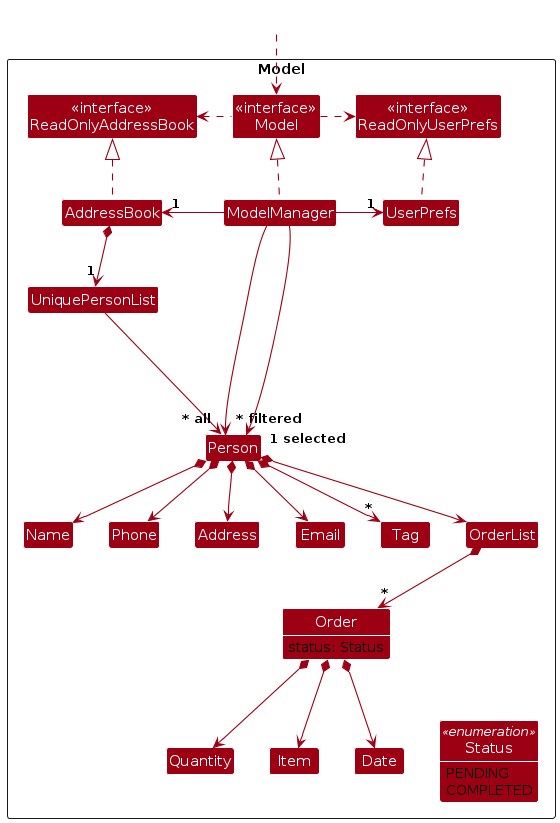 Model
«interface»
ReadOnlyAddressBook
«interface»
Model
«interface»
ReadOnlyUserPrefs
AddressBook
1
ModelManager
1
UserPrefs
1
UniquePersonList
* all
* filtered
1 selected
Person
*
Name
Phone
Address
Email
Tag
OrderList
*
Order
status: Status
«enumeration»
Status
PENDING
COMPLETED
Quantity
Item
Date